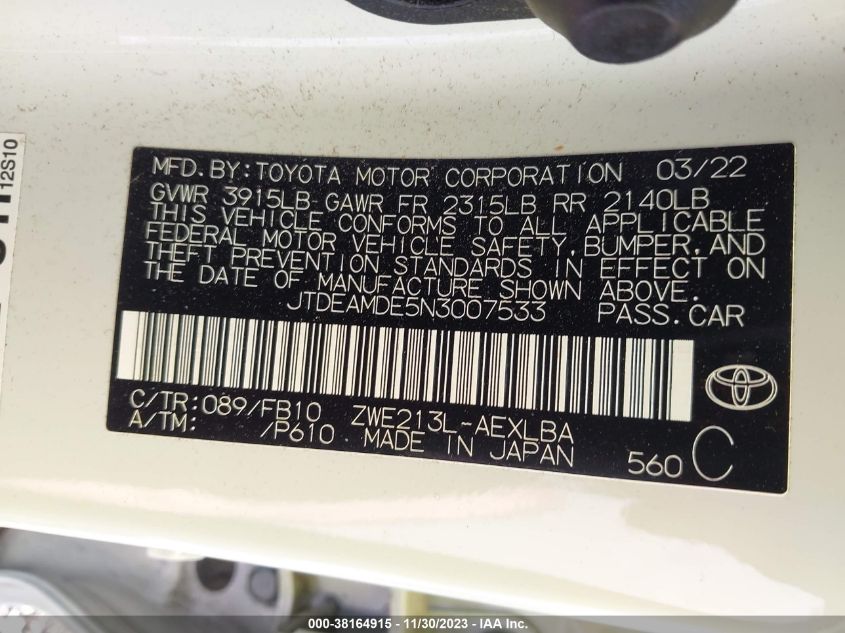 MFD.BY:TOYOTA MOTOR CORPORATION 03/22
GVWR 3915LB GAWR FR 2315LB RR 2140LB
THIS VEHICLE CONFORMS TO ALL APPLICABLE
FEDERAL MOTOR VEHICLE SAFETY, BUMPER, AND
THEFT PREVENTION STANDARDS IN EFFECT ON
THE DATE OF MANUFACTURE SHOWN ABOVE.
JTDEAMDE5N3007533 PASS.CAR
C/TR:089/FB10 ZWE213L-AEXLBA
A/TM: /P610 MADE IN JAPAN 560 C
12S10
000-38164915 - 11/30/2023 - IAA Inc.